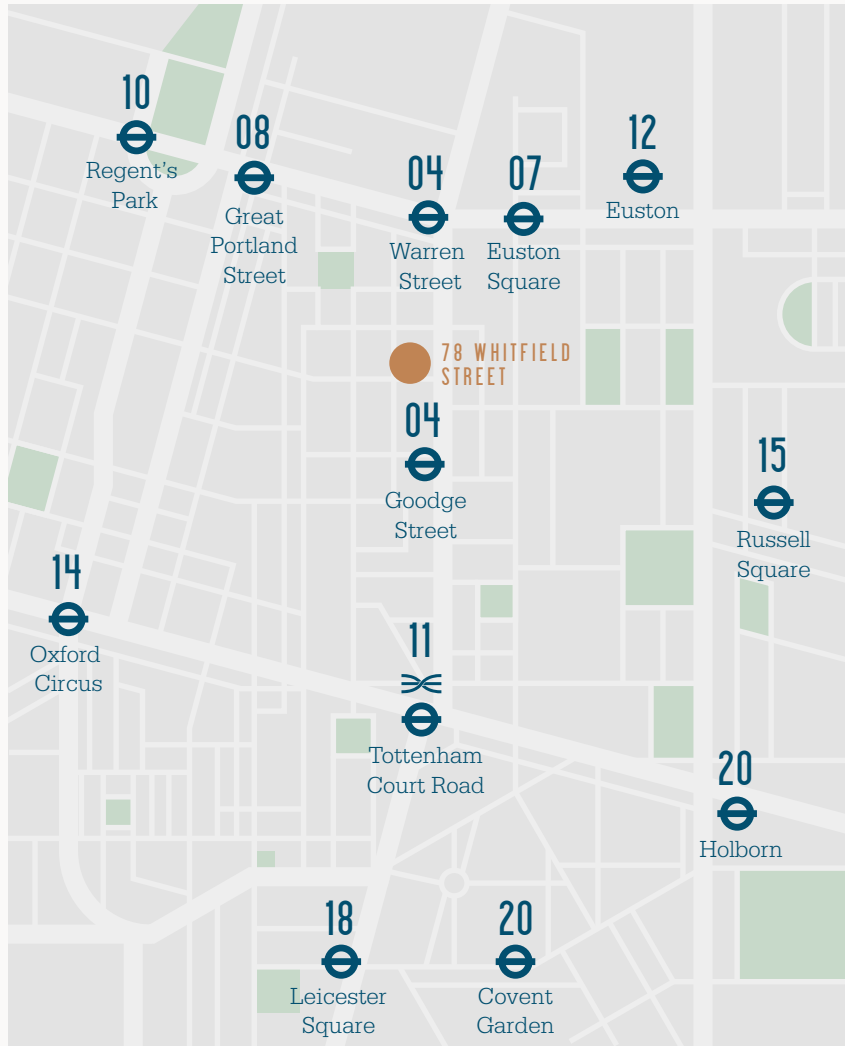 10
Regent's
Park
08
Great
Portland
Street
04
Warren
Street
07
Euston
Square
12
Euston
78 WHITFIELD
STREET
04
Goodge
Street
15
Russell
Square
14
Oxford
Circus
11
Tottenham
Court Road
20
Holborn
18
Leicester
Square
20
Covent
Garden